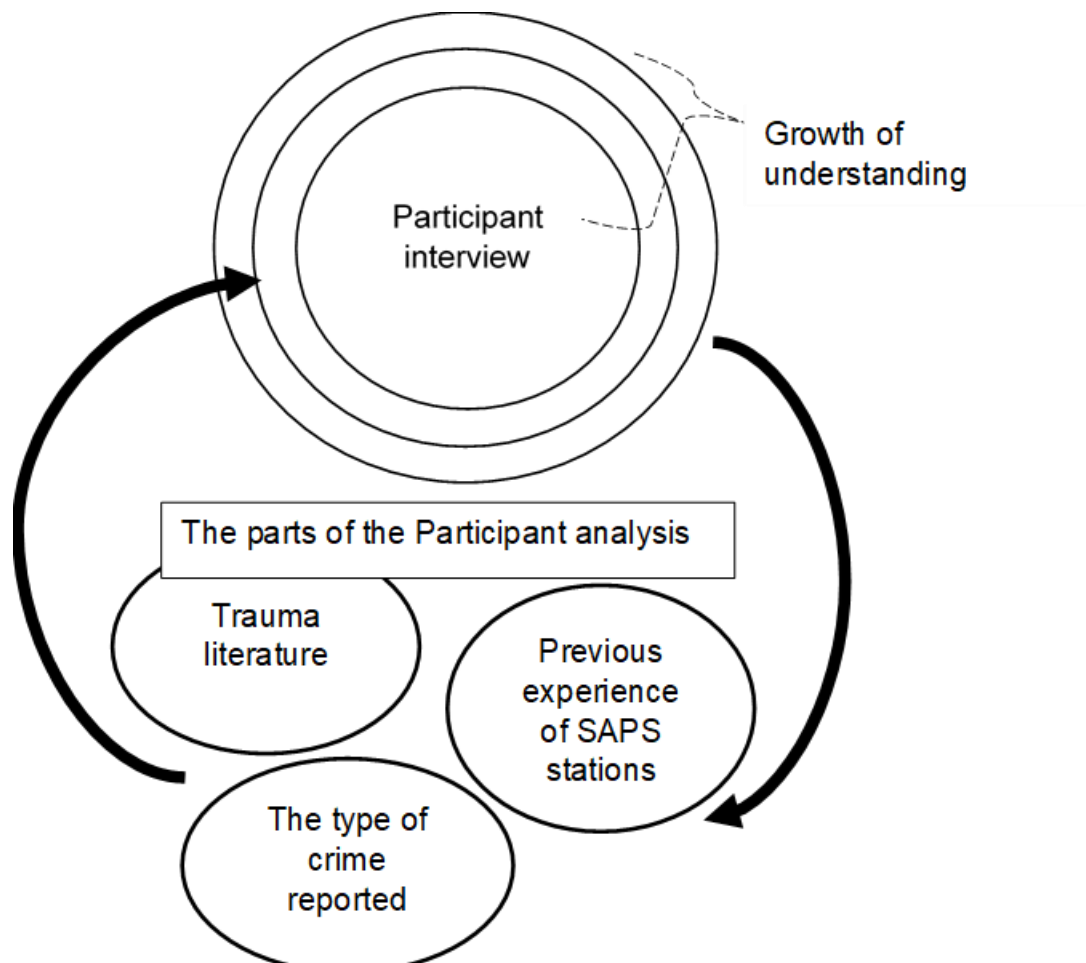 Participant
interview
Growth of
understanding
The parts of the Participant analysis
Trauma
literature
Previous
experience
of SAPS
stations
The type of
crime
reported